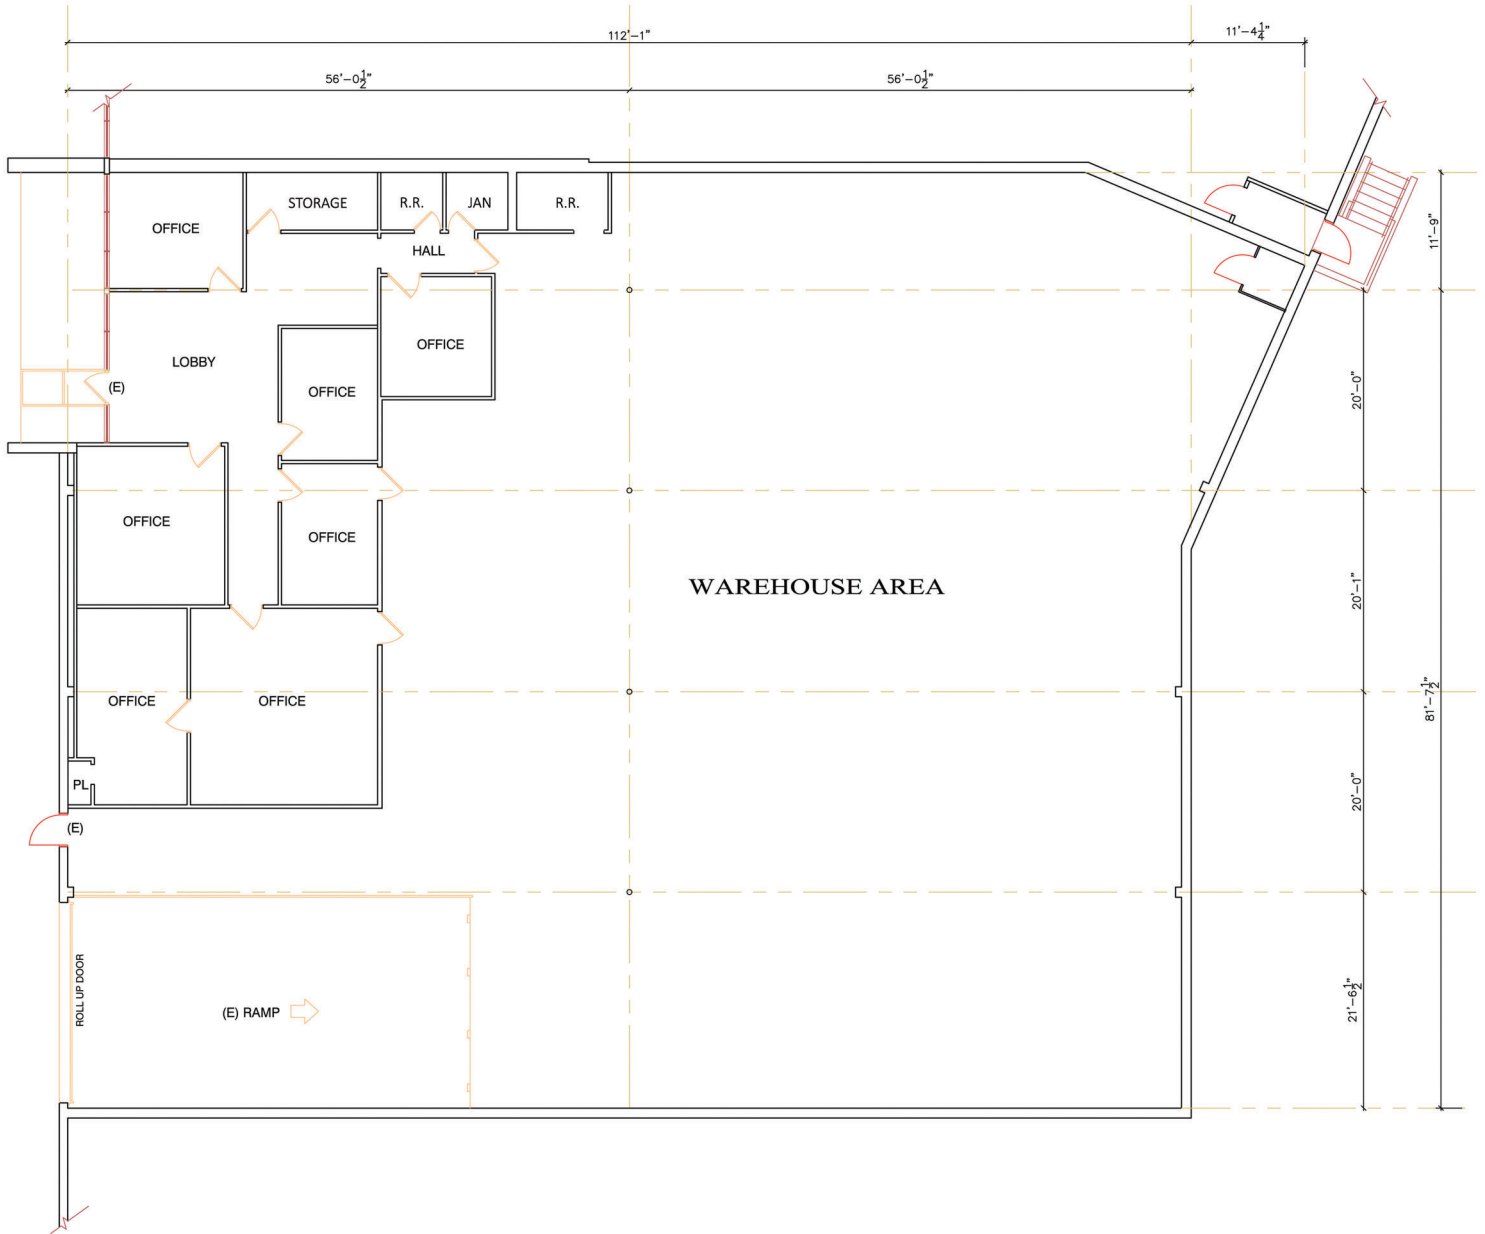 112'-1"
11'-4 1/4"
56'-0 1/2"
56'-0 1/2"
STORAGE
R.R.
JAN
R.R.
OFFICE
11'-9"
HALL
OFFICE
LOBBY
(E)
OFFICE
20'-0"
OFFICE
OFFICE
WAREHOUSE AREA
20'-1"
OFFICE
OFFICE
81'-7 1/2"
PL
20'-0"
(E)
ROLL UP DOOR
(E) RAMP
21'-6 1/2"